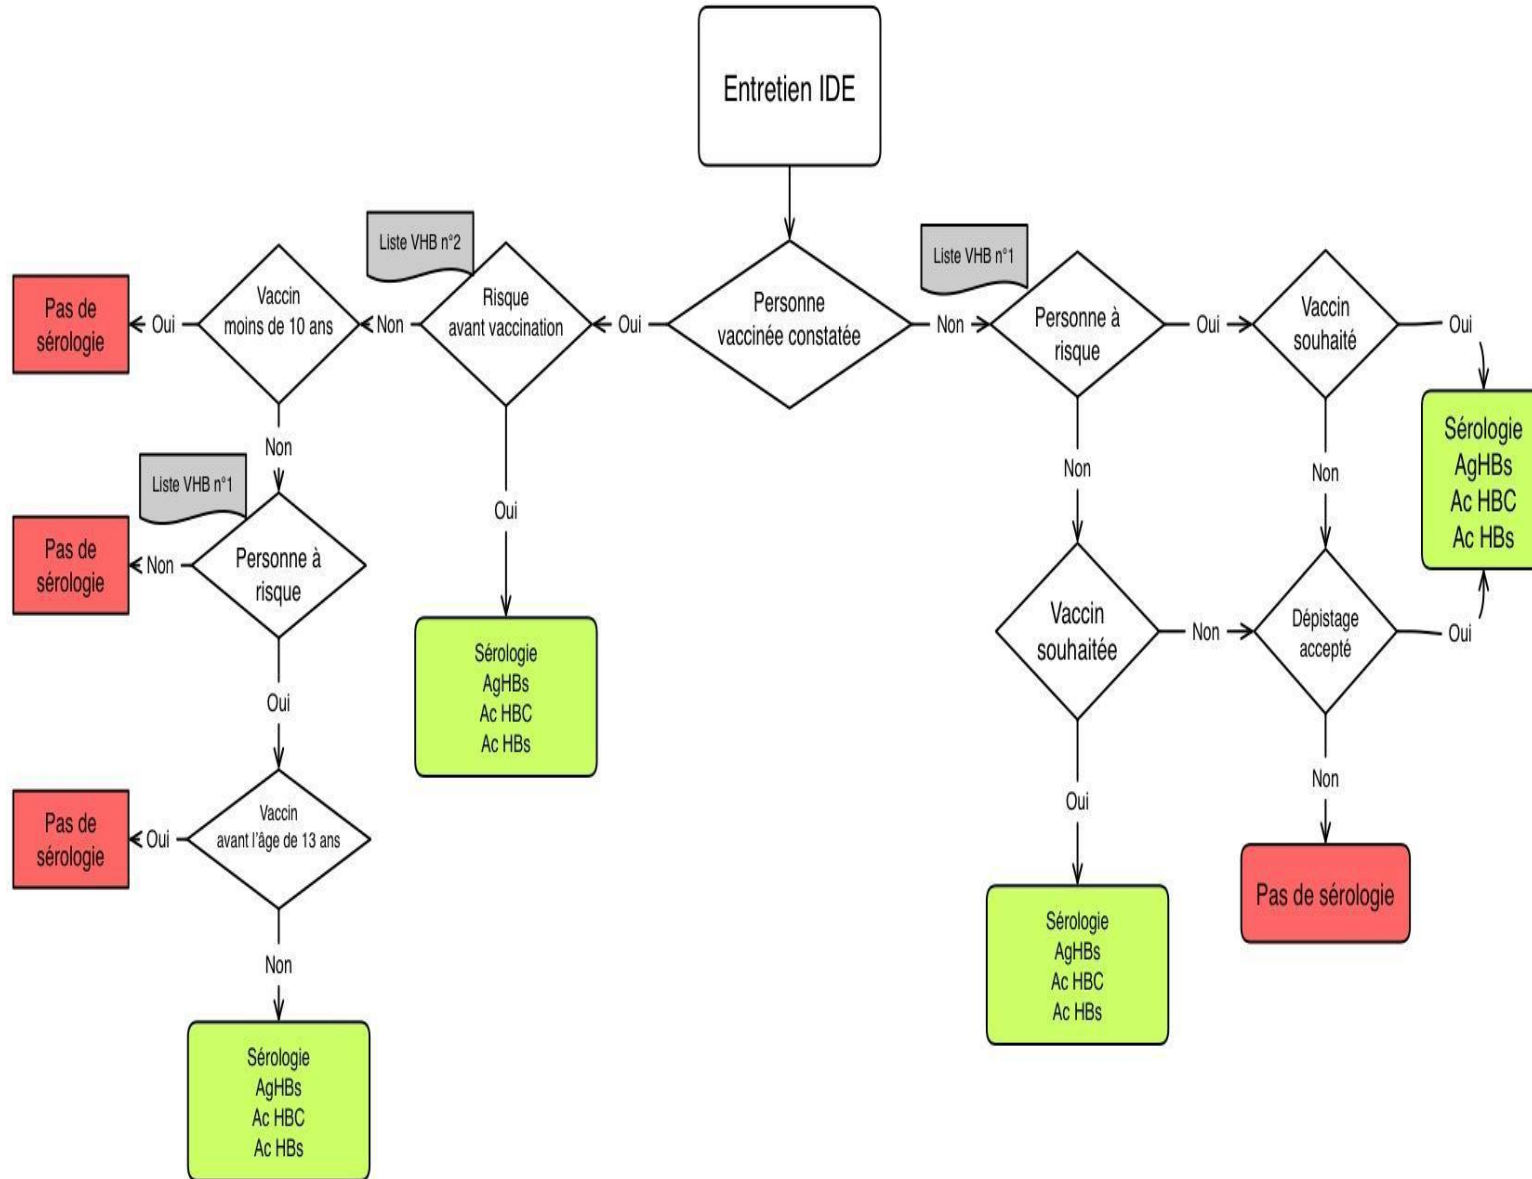 Entretien IDE
Liste VHB n°2
Liste VHB n°1
Pas de
sérologie
Oui
Vaccin
moins de 10 ans
Non
Risque
avant vaccination
Oui
Personne
vaccinée constatée
Non
Personne à
risque
Oui
Vaccin
souhaité
Oui
Sérologie
AgHBs
Ac HBC
Ac HBs
Non
Liste VHB n°1
Non
Non
Oui
Pas de
sérologie
Non
Personne à
risque
Vaccin
souhaitée
Non
Dépistage
accepté
Oui
Sérologie
AgHBs
Ac HBC
Ac HBs
Oui
Non
Oui
Pas de
sérologie
Oui
Vaccin
avant l'âge de 13 ans
Pas de sérologie
Sérologie
AgHBs
Ac HBC
Ac HBs
Non
Sérologie
AgHBs
Ac HBC
Ac HBs